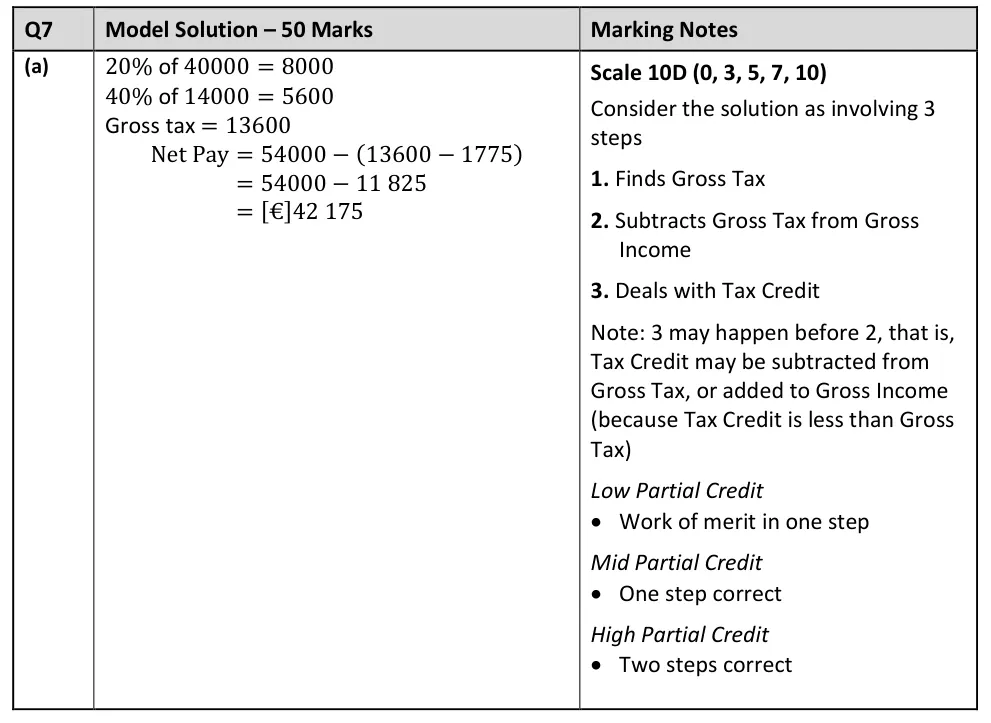 Q7 Model Solution – 50 Marks Marking Notes
(a)
20% of 40000 = 8000
40% of 14000 = 5600
Gross tax = 13600
Net Pay = 54000 − (13600 − 1775)
= 54000 − 11 825
= [€]42 175
Scale 10D (0, 3, 5, 7, 10)
Consider the solution as involving 3
steps
1. Finds Gross Tax
2. Subtracts Gross Tax from Gross
Income
3. Deals with Tax Credit
Note: 3 may happen before 2, that is,
Tax Credit may be subtracted from
Gross Tax, or added to Gross Income
(because Tax Credit is less than Gross
Tax)
Low Partial Credit
• Work of merit in one step
Mid Partial Credit
• One step correct
High Partial Credit
• Two steps correct